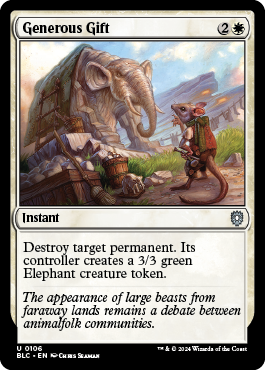 Generous Gift 2
Instant
Destroy target permanent. Its
controller creates a 3/3 green
Elephant creature token.
The appearance of large beasts from
faraway lands remains a debate between
animalfolk communities.
U 0106
BLC • EN Chris Seaman
™ & © 2024 Wizards of the Coast